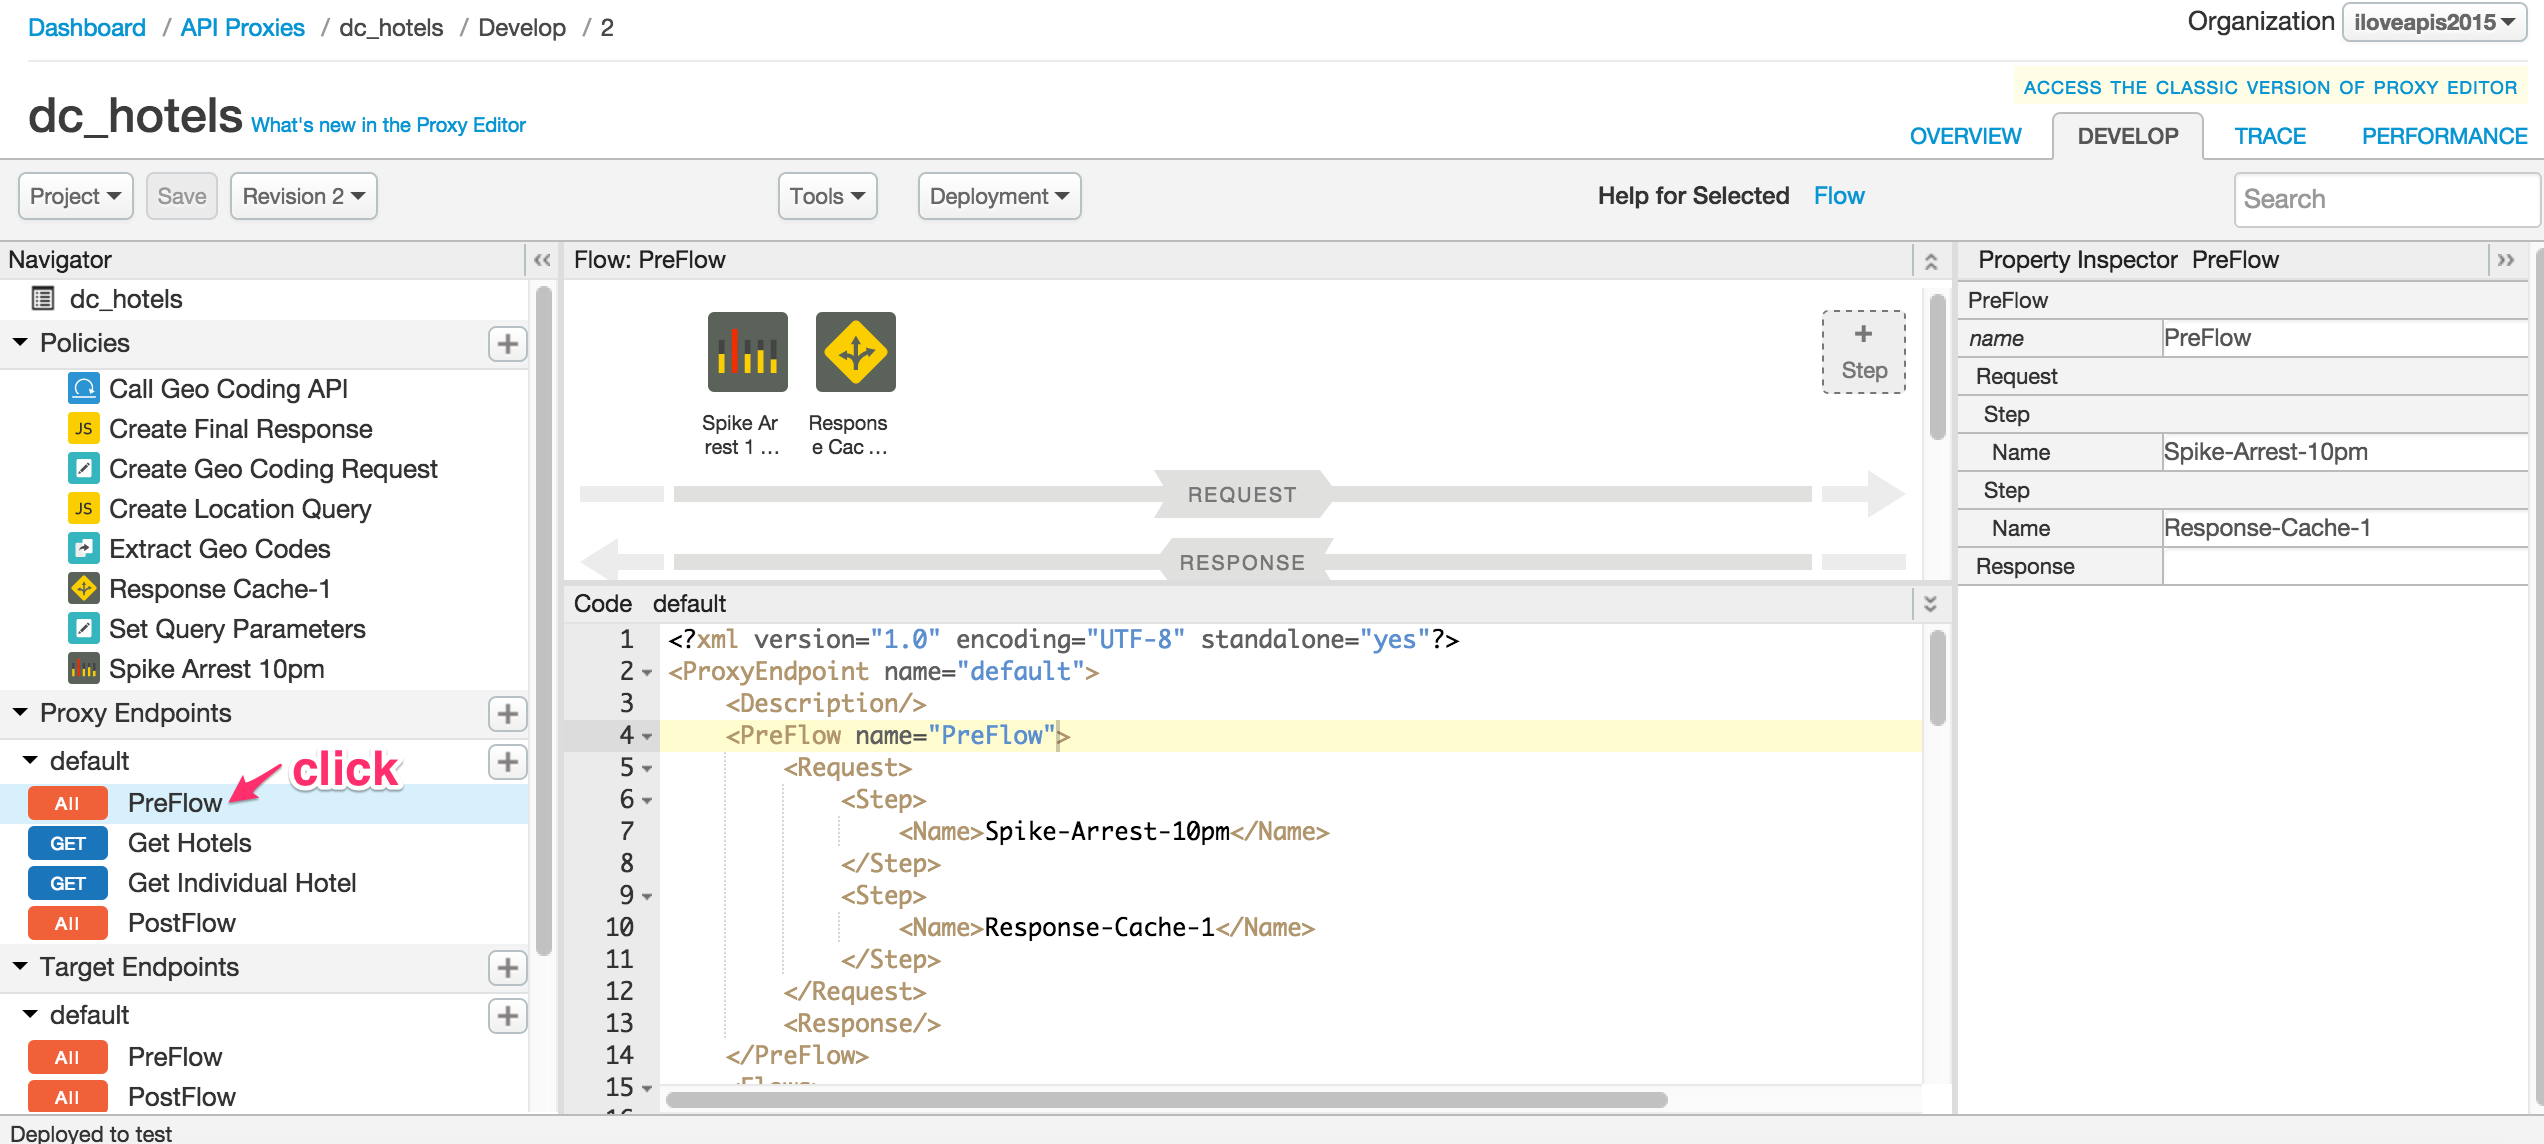 Dashboard / API Proxies / dc_hotels / Develop / 2
Organization iloveapis2015
ACCESS THE CLASSIC VERSION OF PROXY EDITOR
dc_hotels What's new in the Proxy Editor
OVERVIEW DEVELOP TRACE PERFORMANCE
Project Save Revision 2 Tools Deployment Help for Selected Flow Search
Navigator
dc_hotels
Policies
Call Geo Coding API
JS Create Final Response
Create Geo Coding Request
JS Create Location Query
Extract Geo Codes
Response Cache-1
Set Query Parameters
Spike Arrest 10pm
Proxy Endpoints
default
click
All PreFlow
GET Get Hotels
GET Get Individual Hotel
All PostFlow
Target Endpoints
default
All PreFlow
All PostFlow
Deployed to test
Flow: PreFlow
+
Step
Spike Ar
rest 1 ...
Respons
e Cac ...
REQUEST
RESPONSE
Code default
1 <?xml version="1.0" encoding="UTF-8" standalone="yes"?>
2 <ProxyEndpoint name="default">
3 <Description/>
4 <PreFlow name="PreFlow">
5 <Request>
6 <Step>
7 <Name>Spike-Arrest-10pm</Name>
8 </Step>
9 <Step>
10 <Name>Response-Cache-1</Name>
11 </Step>
12 </Request>
13 <Response/>
14 </PreFlow>
15
Property Inspector PreFlow
PreFlow
name PreFlow
Request
Step
Name Spike-Arrest-10pm
Step
Name Response-Cache-1
Response